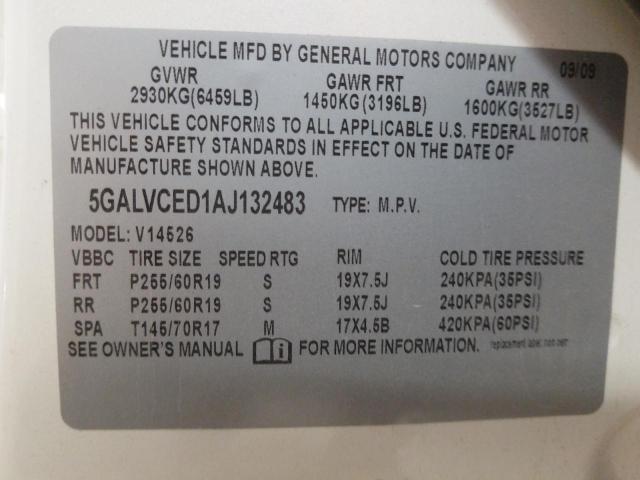 VEHICLE MFD BY GENERAL MOTORS COMPANY 09/09
GVWR GAWR FRT GAWR RR
2930KG(6459LB) 1450KG(3196LB) 1600KG(3527LB)
THIS VEHICLE CONFORMS TO ALL APPLICABLE U.S. FEDERAL MOTOR
VEHICLE SAFETY STANDARDS IN EFFECT ON THE DATE OF
MANUFACTURE SHOWN ABOVE.
5GALVCED1AJ132483 TYPE: M.P.V.
MODEL: V14526
VBBC TIRE SIZE SPEED RTG RIM COLD TIRE PRESSURE
FRT P255/60R19 S 19X7.5J 240KPA(35PSI)
RR P255/60R19 S 19X7.5J 240KPA(35PSI)
SPA T145/70R17 M 17X4.5B 420KPA(60PSI)
SEE OWNER'S MANUAL FOR MORE INFORMATION. replacement label, non-betr